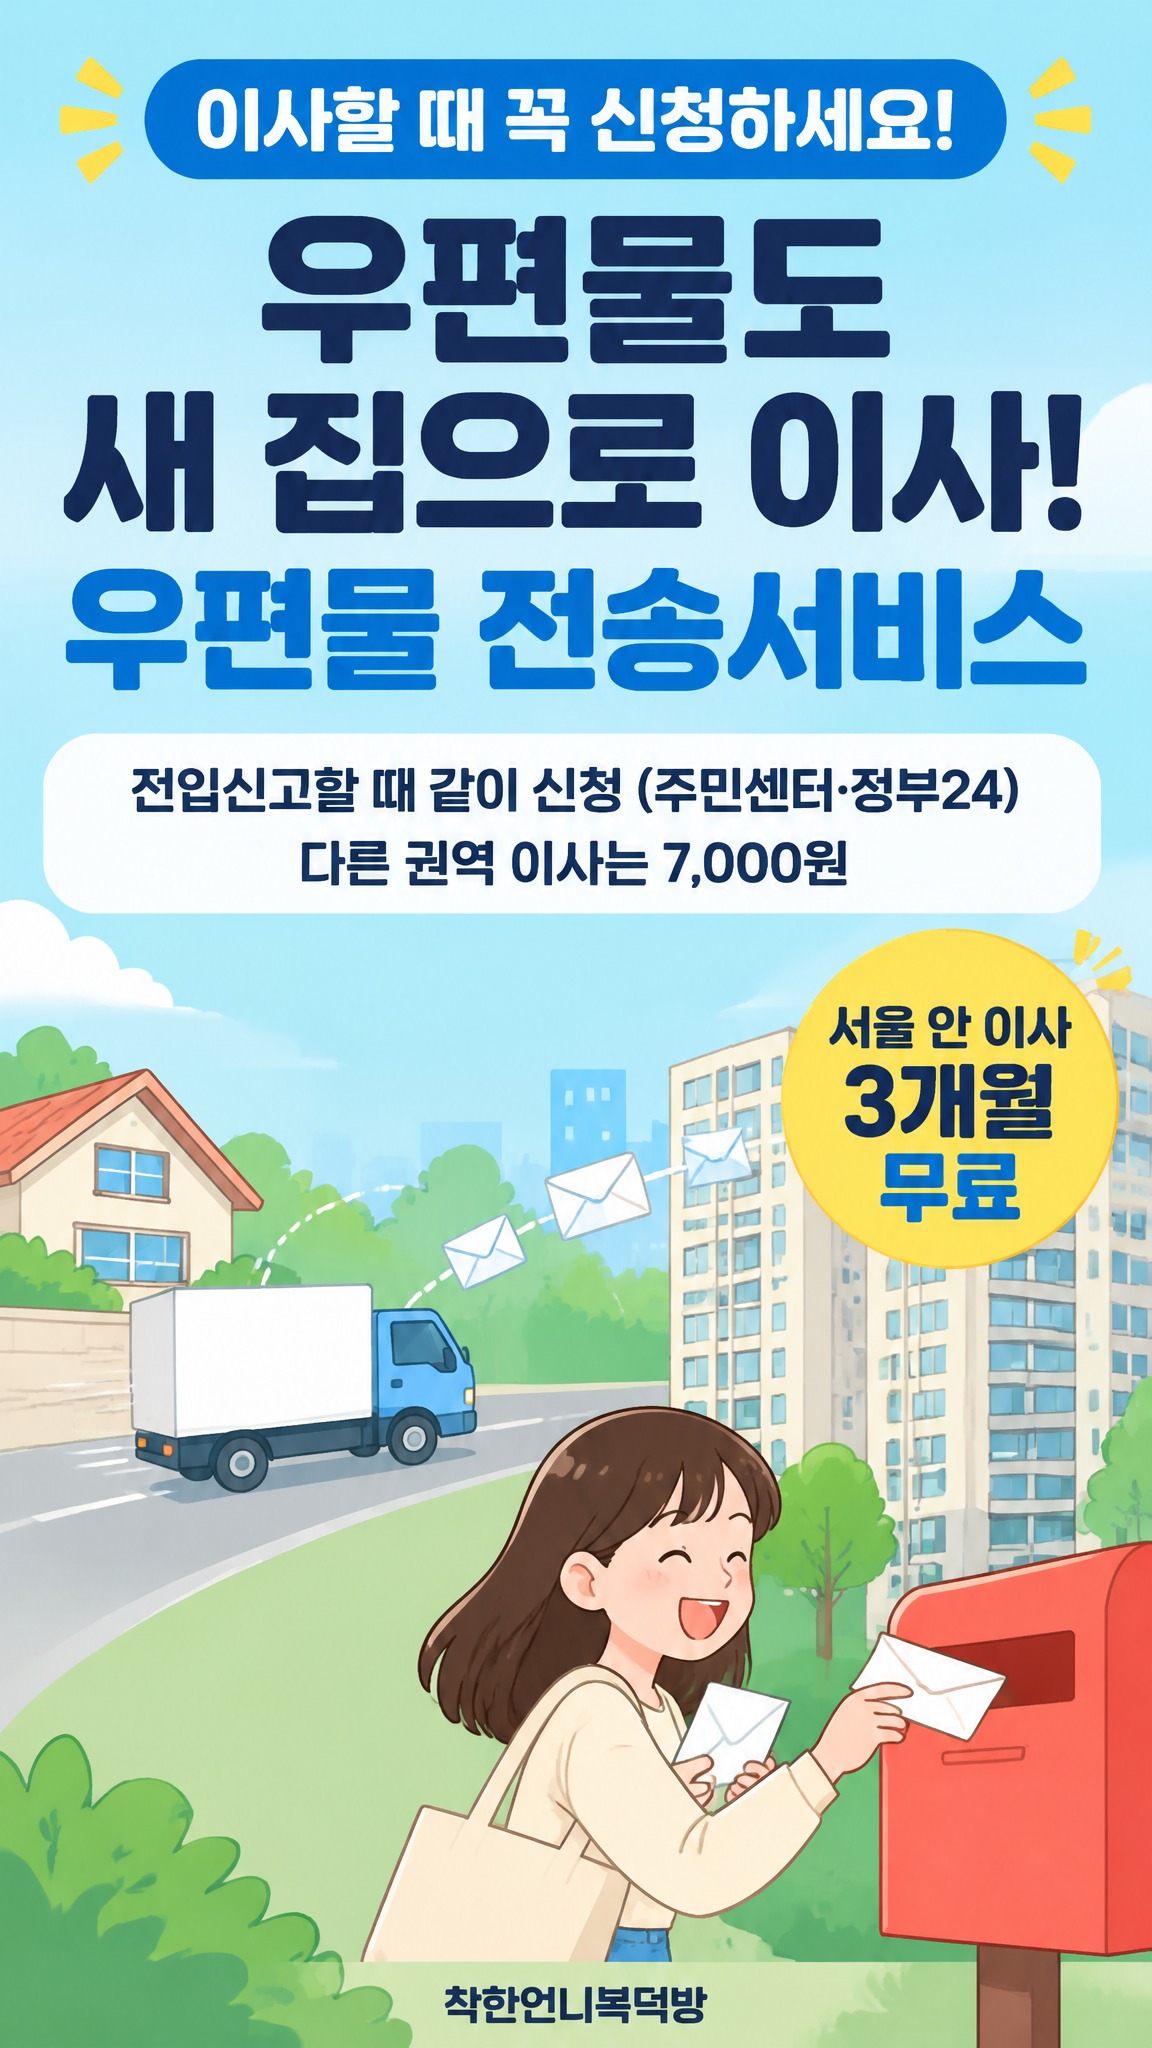 이사할 때 꼭 신청하세요!
우편물도
새 집으로 이사!
우편물 전송서비스
전입신고할 때 같이 신청 (주민센터·정부24)
다른 권역 이사는 7,000원
서울 안 이사
3개월
무료
착한언니복덕방